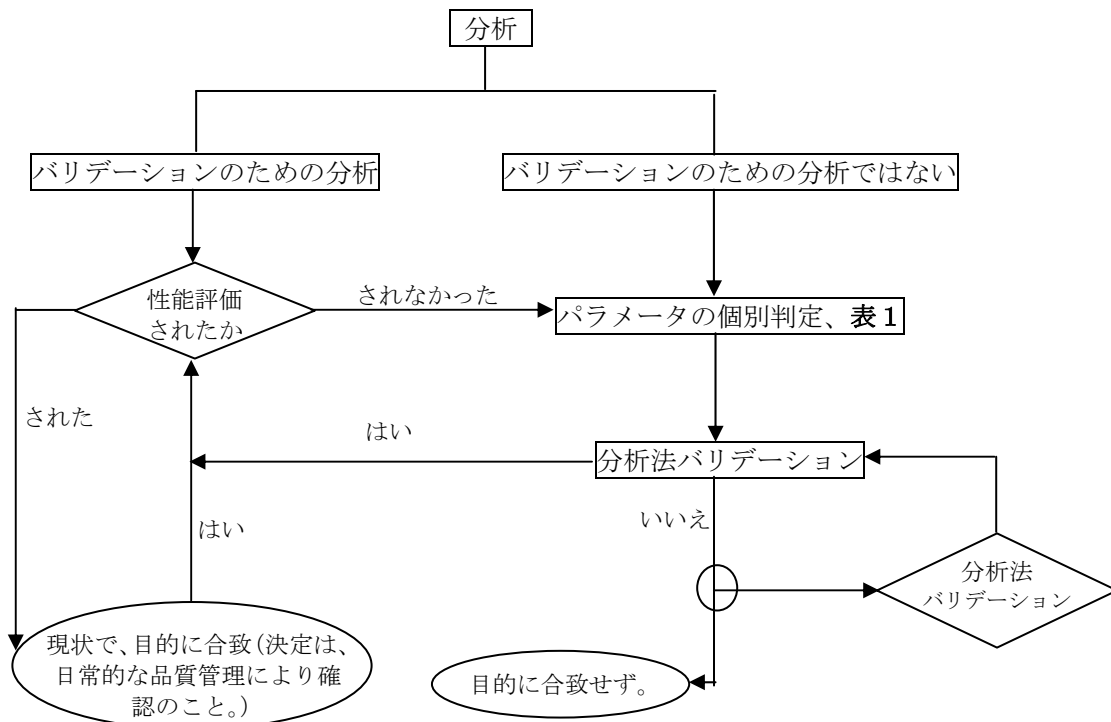 分析
バリデーションのための分析
バリデーションのための分析ではない
性能評価
されたか
されなかった
パラメータの個別判定、表1
された
はい
分析法バリデーション
はい
いいえ
分析法
バリデーション
現状で、目的に合致(決定は、
日常的な品質管理により確
認のこと。)
目的に合致せず。